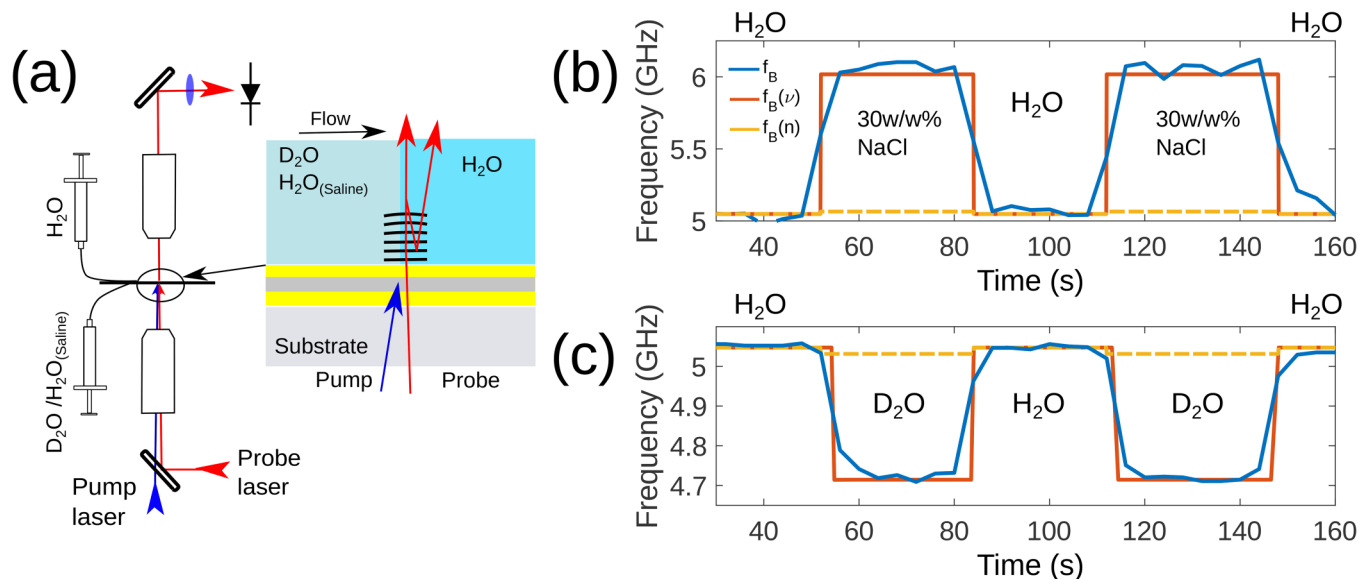 (a)
H₂O
D₂O /H₂O(Saline)
Pump
laser
Probe
laser
Flow
D₂O
H₂O(Saline)
H₂O
Substrate
Pump
Probe
(b)
H₂O
H₂O
Frequency (GHz)
6
5.5
5
f_B
f_B(ν)
f_B(n)
30w/w%
NaCl
H₂O
30w/w%
NaCl
40
60
80
100
120
140
160
Time (s)
(c)
H₂O
H₂O
Frequency (GHz)
5
4.9
4.8
4.7
D₂O
H₂O
D₂O
40
60
80
100
120
140
160
Time (s)